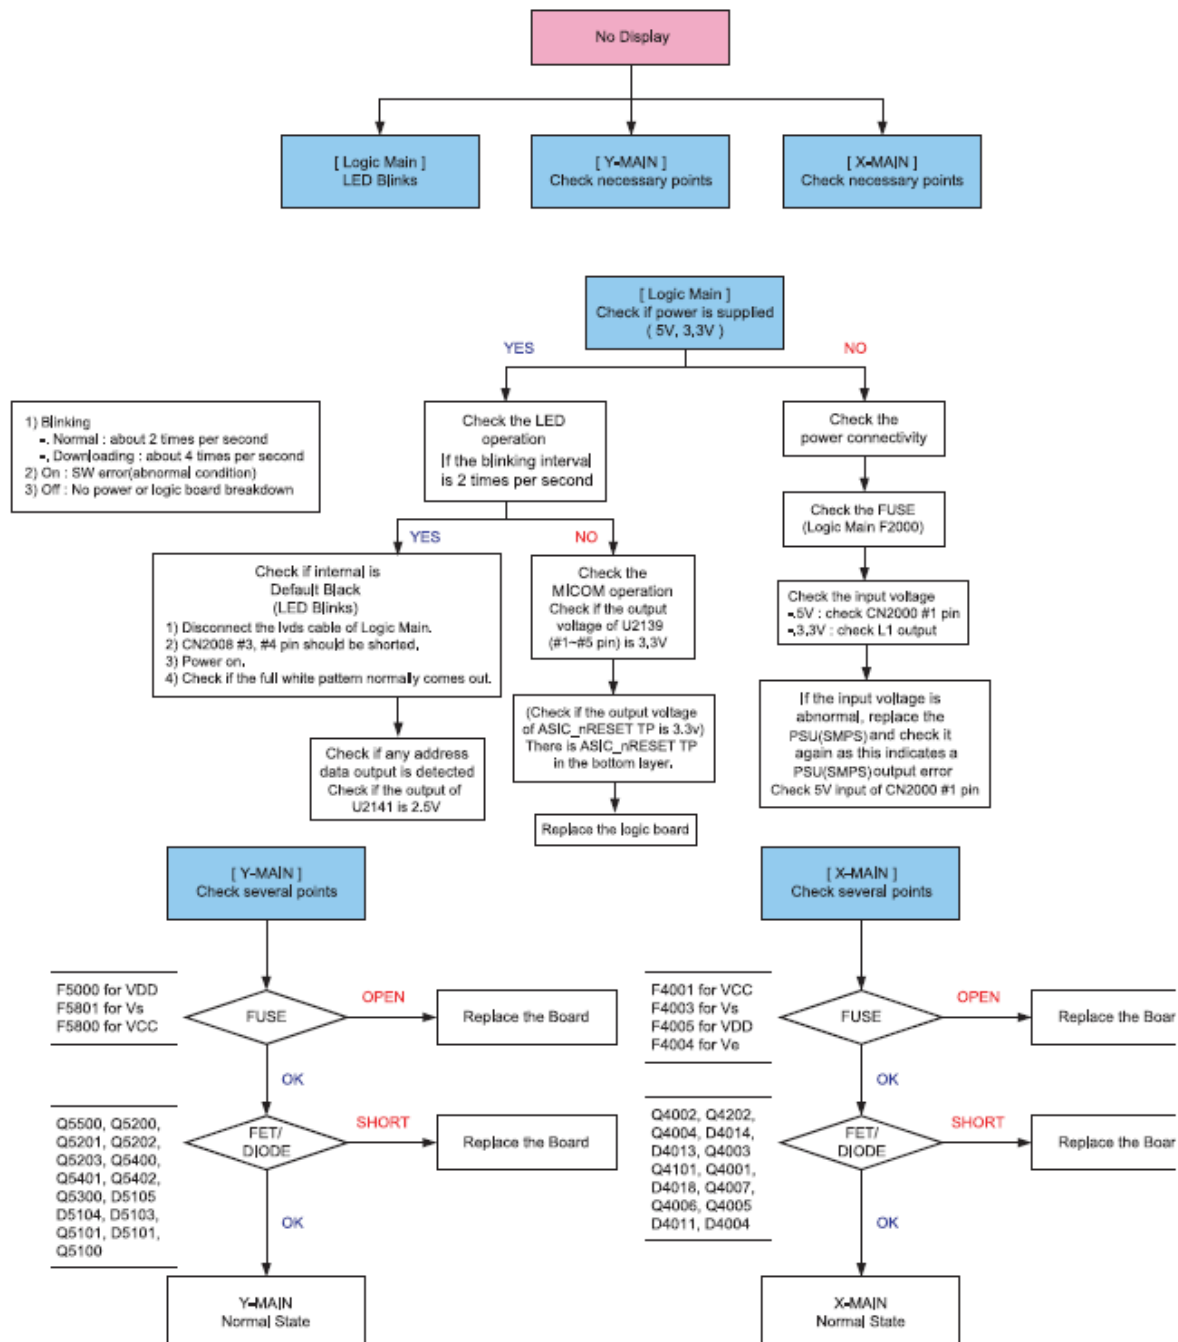 No Display
[ Logic Main ]
LED Blinks
[ Y-MAIN ]
Check necessary points
[ X-MAIN ]
Check necessary points
[ Logic Main ]
Check if power is supplied
( 5V, 3,3V )
YES
NO
1) Blinking
-. Normal : about 2 times per second
-. Downloading : about 4 times per second
2) On : SW error(abnormal condition)
3) Off : No power or logic board breakdown
Check the LED
operation
If the blinking interval
is 2 times per second
Check the
power connectivity
Check the FUSE
(Logic Main F2000)
YES
NO
Check if internal is
Default Black
(LED Blinks)
1) Disconnect the lvds cable of Logic Main.
2) CN2008 #3, #4 pin should be shorted.
3) Power on.
4) Check if the full white pattern normally comes out.
Check the
MICOM operation
Check if the output
voltage of U2139
(#1~#5 pin) is 3,3V
Check the input voltage
-.5V : check CN2000 #1 pin
-.3,3V : check L1 output
(Check if the output voltage
of ASIC_nRESET TP is 3.3v)
There is ASIC_nRESET TP
in the bottom layer.
If the input voltage is
abnormal, replace the
PSU(SMPS) and check it
again as this indicates a
PSU(SMPS) output error
Check 5V input of CN2000 #1 pin
Check if any address
data output is detected
Check if the output of
U2141 is 2.5V
Replace the logic board
[ Y-MAIN ]
Check several points
F5000 for VDD
F5801 for Vs
F5800 for VCC
FUSE
OPEN
Replace the Board
OK
Q5500, Q5200,
Q5201, Q5202,
Q5203, Q5400,
Q5401, Q5402,
Q5300, D5105
D5104, D5103,
Q5101, D5101,
Q5100
FET/
DIODE
SHORT
Replace the Board
OK
Y-MAIN
Normal State
[ X-MAIN ]
Check several points
F4001 for VCC
F4003 for Vs
F4005 for VDD
F4004 for Ve
FUSE
OPEN
Replace the Boar
OK
Q4002, Q4202,
Q4004, D4014,
D4013, Q4003
Q4101, Q4001,
D4018, Q4007,
Q4006, Q4005
D4011, D4004
FET/
DIODE
SHORT
Replace the Boar
OK
X-MAIN
Normal State